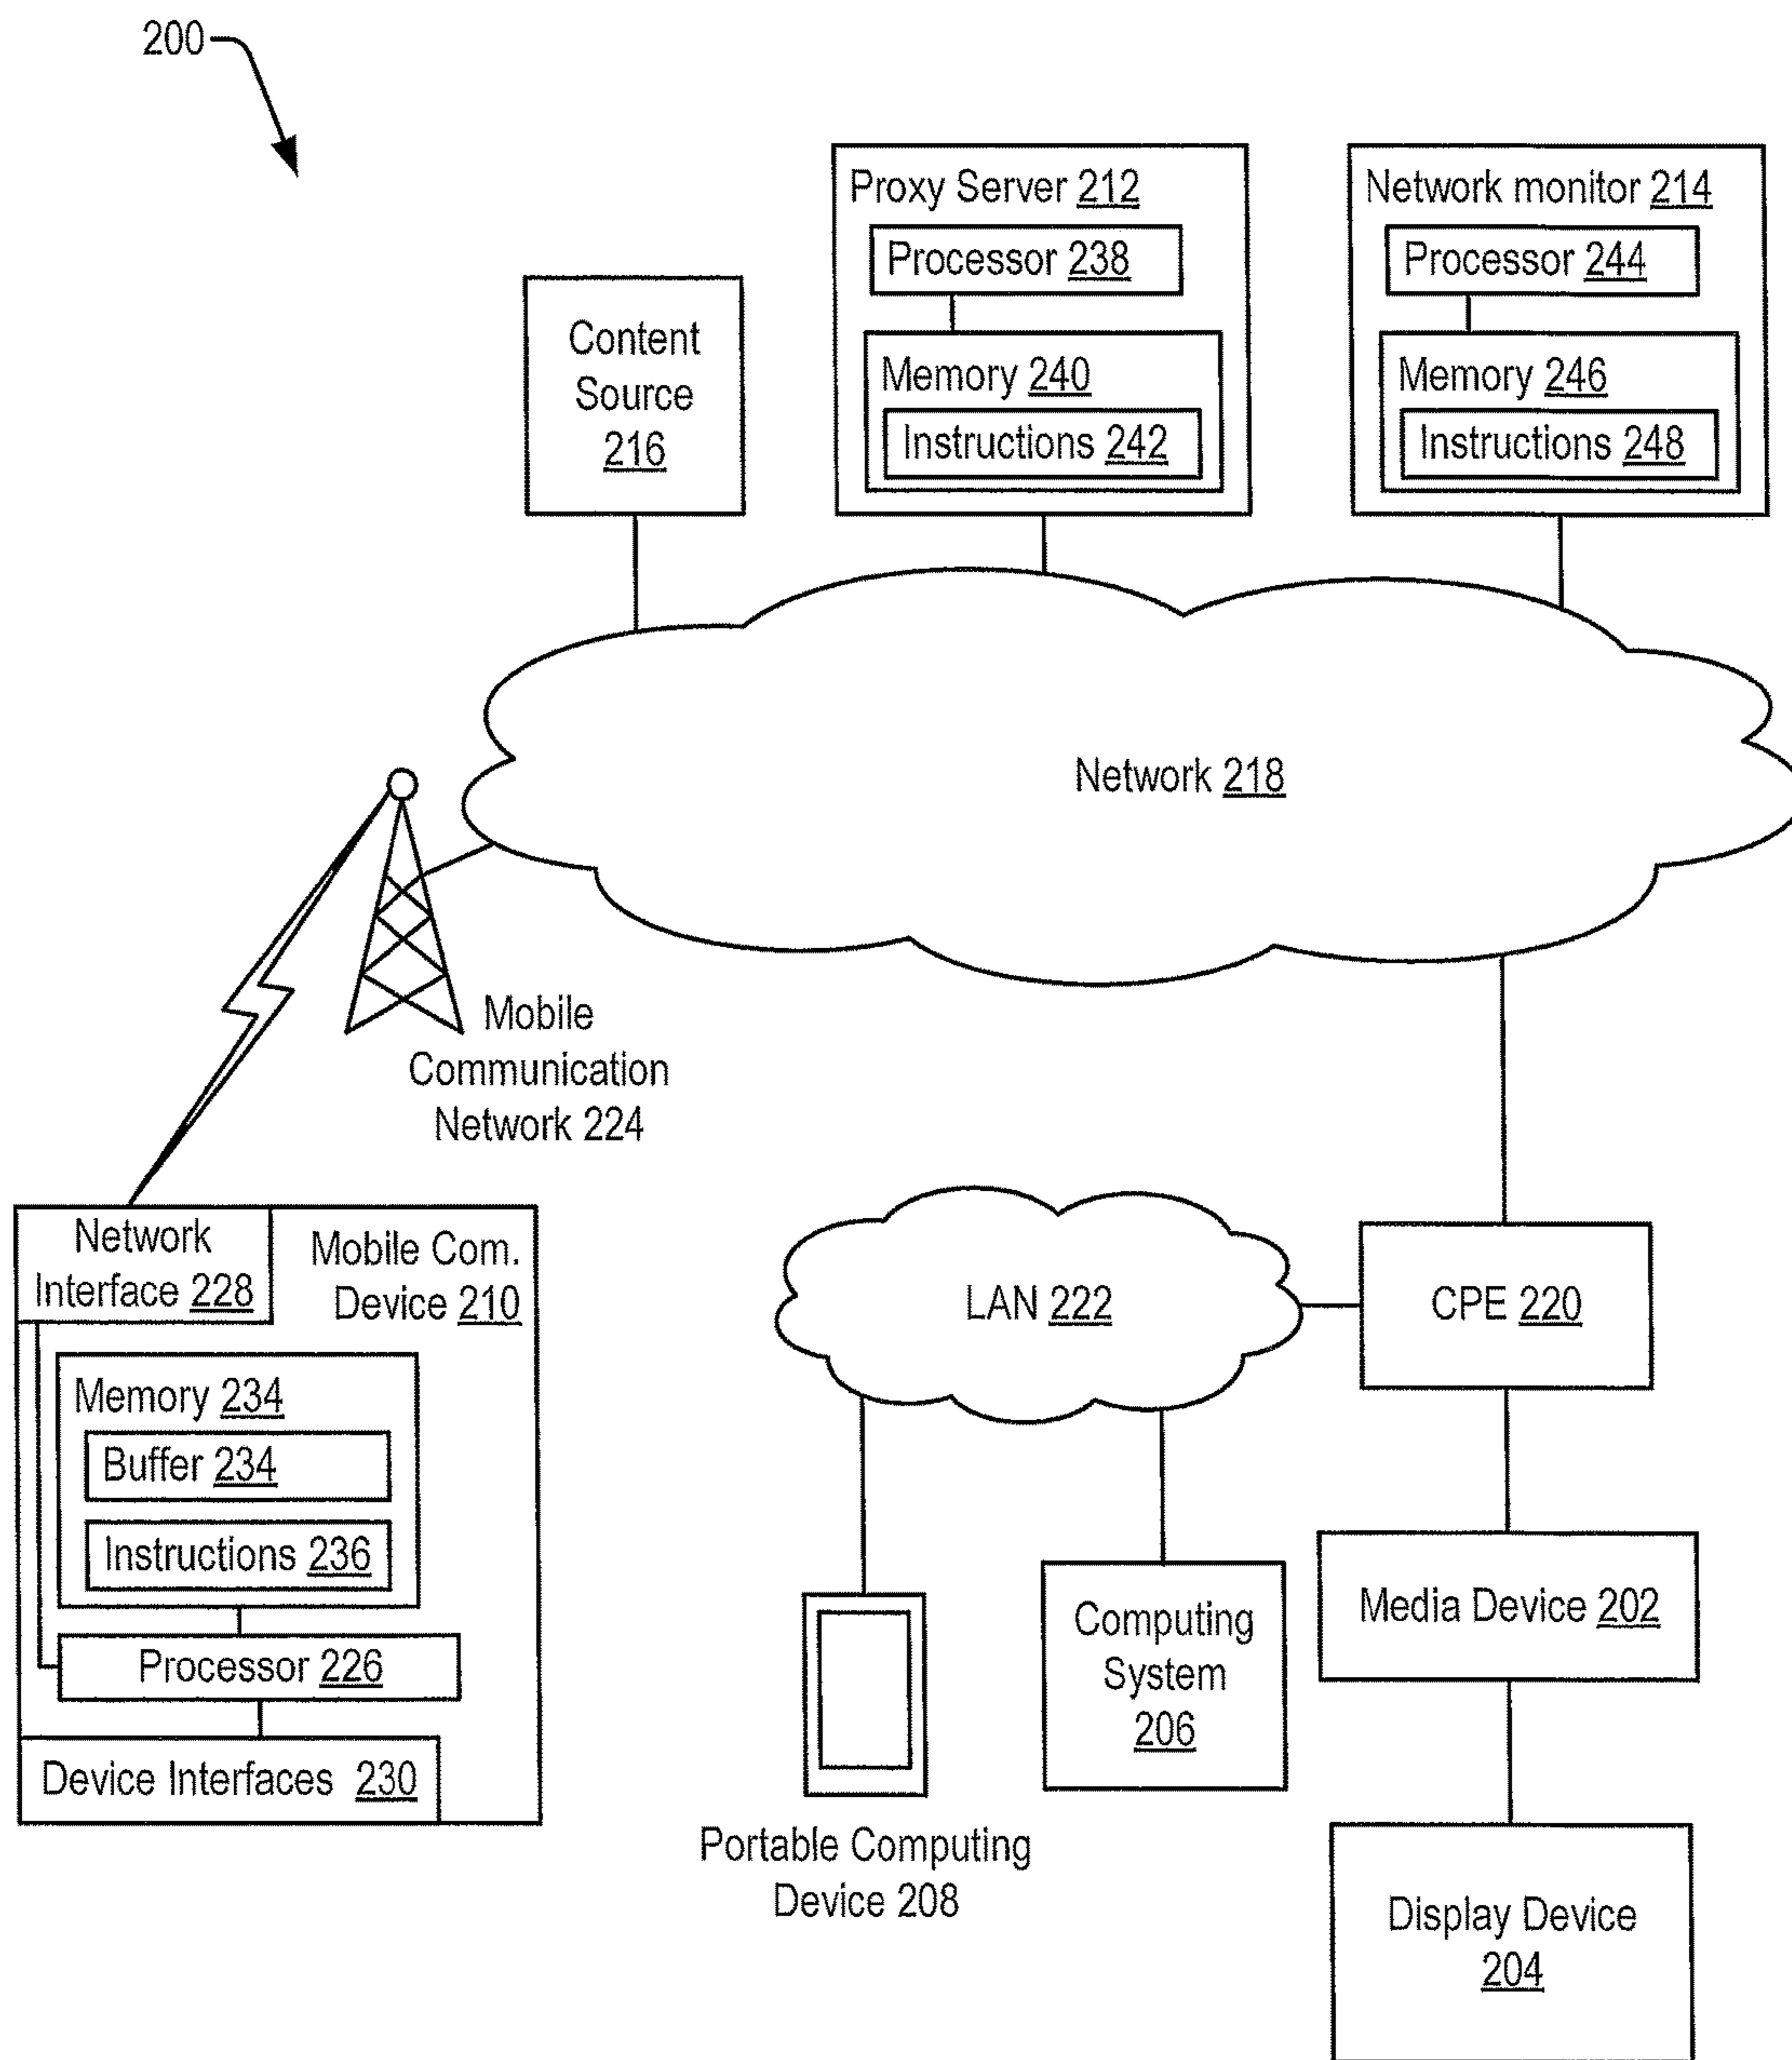 200
Proxy Server 212
Processor 238
Memory 240
Instructions 242
Network monitor 214
Processor 244
Memory 246
Instructions 248
Content
Source
216
Network 218
Mobile
Communication
Network 224
Network
Interface 228
Mobile Com.
Device 210
Memory 234
Buffer 234
Instructions 236
Processor 226
Device Interfaces 230
LAN 222
CPE 220
Portable Computing
Device 208
Computing
System
206
Media Device 202
Display Device
204